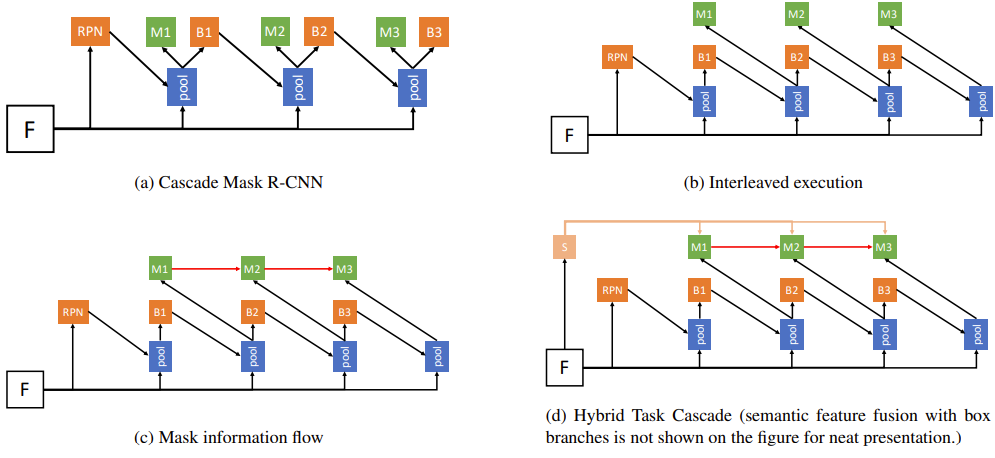 RPN M1 B1 M2 B2 M3 B3
pool pool pool
F
(a) Cascade Mask R-CNN
M1 M2 M3
RPN B1 B2 B3
pool pool pool pool
F
(b) Interleaved execution
M1 M2 M3
RPN B1 B2 B3
pool pool pool pool
F
(c) Mask information flow
S M1 M2 M3
RPN B1 B2 B3
pool pool pool pool
F
(d) Hybrid Task Cascade (semantic feature fusion with box
branches is not shown on the figure for neat presentation.)